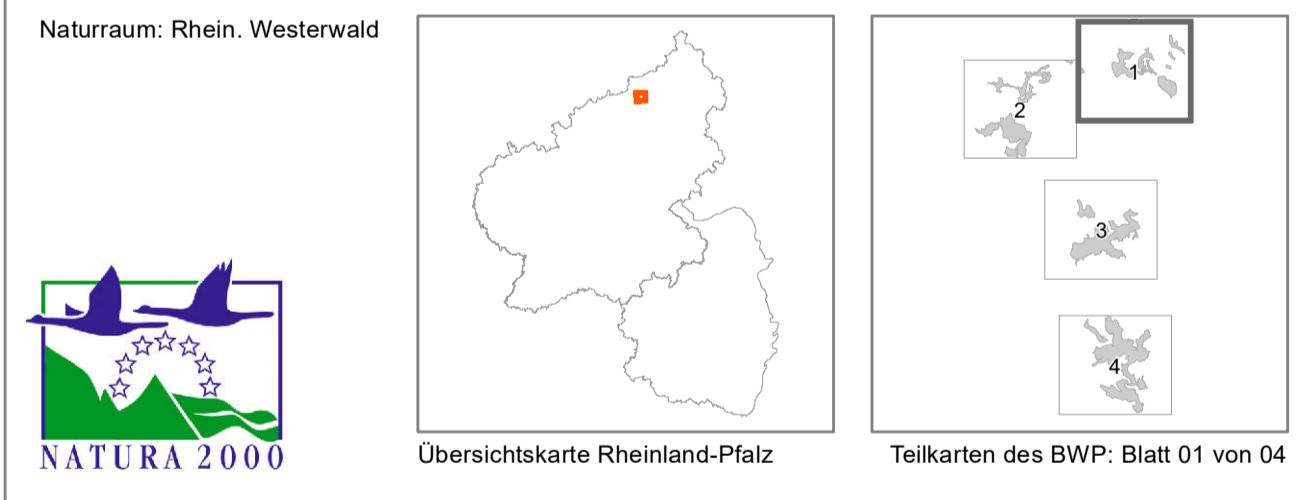 Naturraum: Rhein. Westerwald
NATURA 2000
Übersichtskarte Rheinland-Pfalz
1
2
3
4
Teilkarten des BWP: Blatt 01 von 04